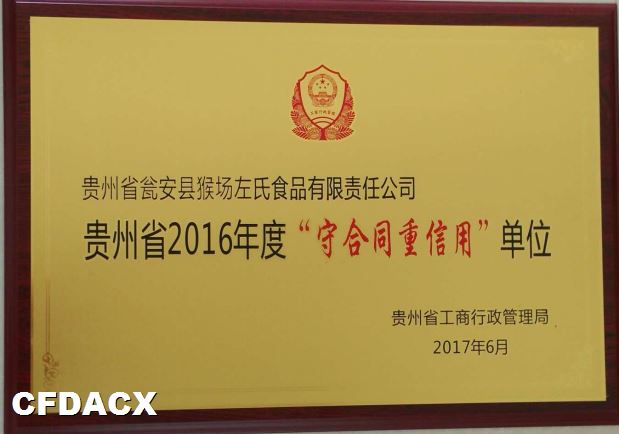 贵州省瓮安县猴场左氏食品有限责任公司
贵州省2016年度“守合同重信用”单位
贵州省工商行政管理局
2017年6月
CFDACX